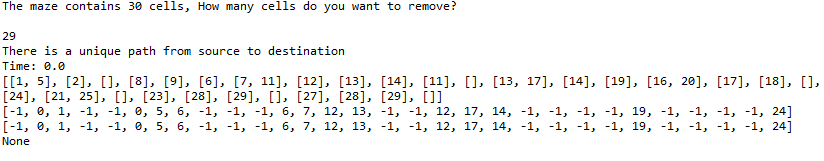 The maze contains 30 cells, How many cells do you want to remove?
29
There is a unique path from source to destination
Time: 0.0
[[1, 5], [2], [], [8], [9], [6], [7, 11], [12], [13], [14], [11], [], [13, 17], [14], [19], [16, 20], [17], [18], [],
[24], [21, 25], [], [23], [28], [29], [], [27], [28], [29], []]
[-1, 0, 1, -1, -1, 0, 5, 6, -1, -1, -1, 6, 7, 12, 13, -1, -1, 12, 17, 14, -1, -1, -1, -1, 19, -1, -1, -1, -1, 24]
[-1, 0, 1, -1, -1, 0, 5, 6, -1, -1, -1, 6, 7, 12, 13, -1, -1, 12, 17, 14, -1, -1, -1, -1, 19, -1, -1, -1, -1, 24]
None